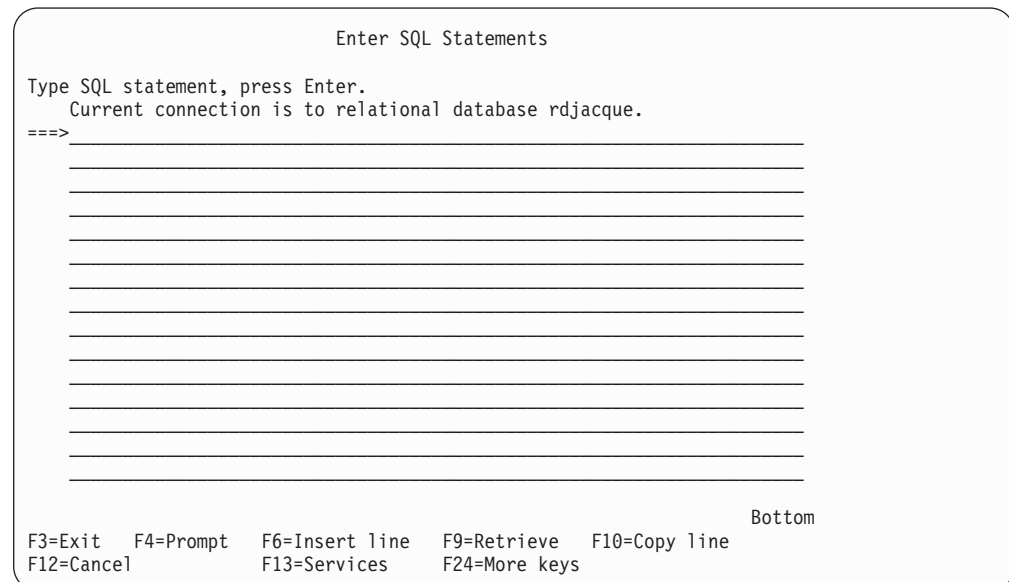 Enter SQL Statements
Type SQL statement, press Enter.
Current connection is to relational database rdjacque.
===>
Bottom
F3=Exit F4=Prompt F6=Insert line F9=Retrieve F10=Copy line
F12=Cancel F13=Services F24=More keys